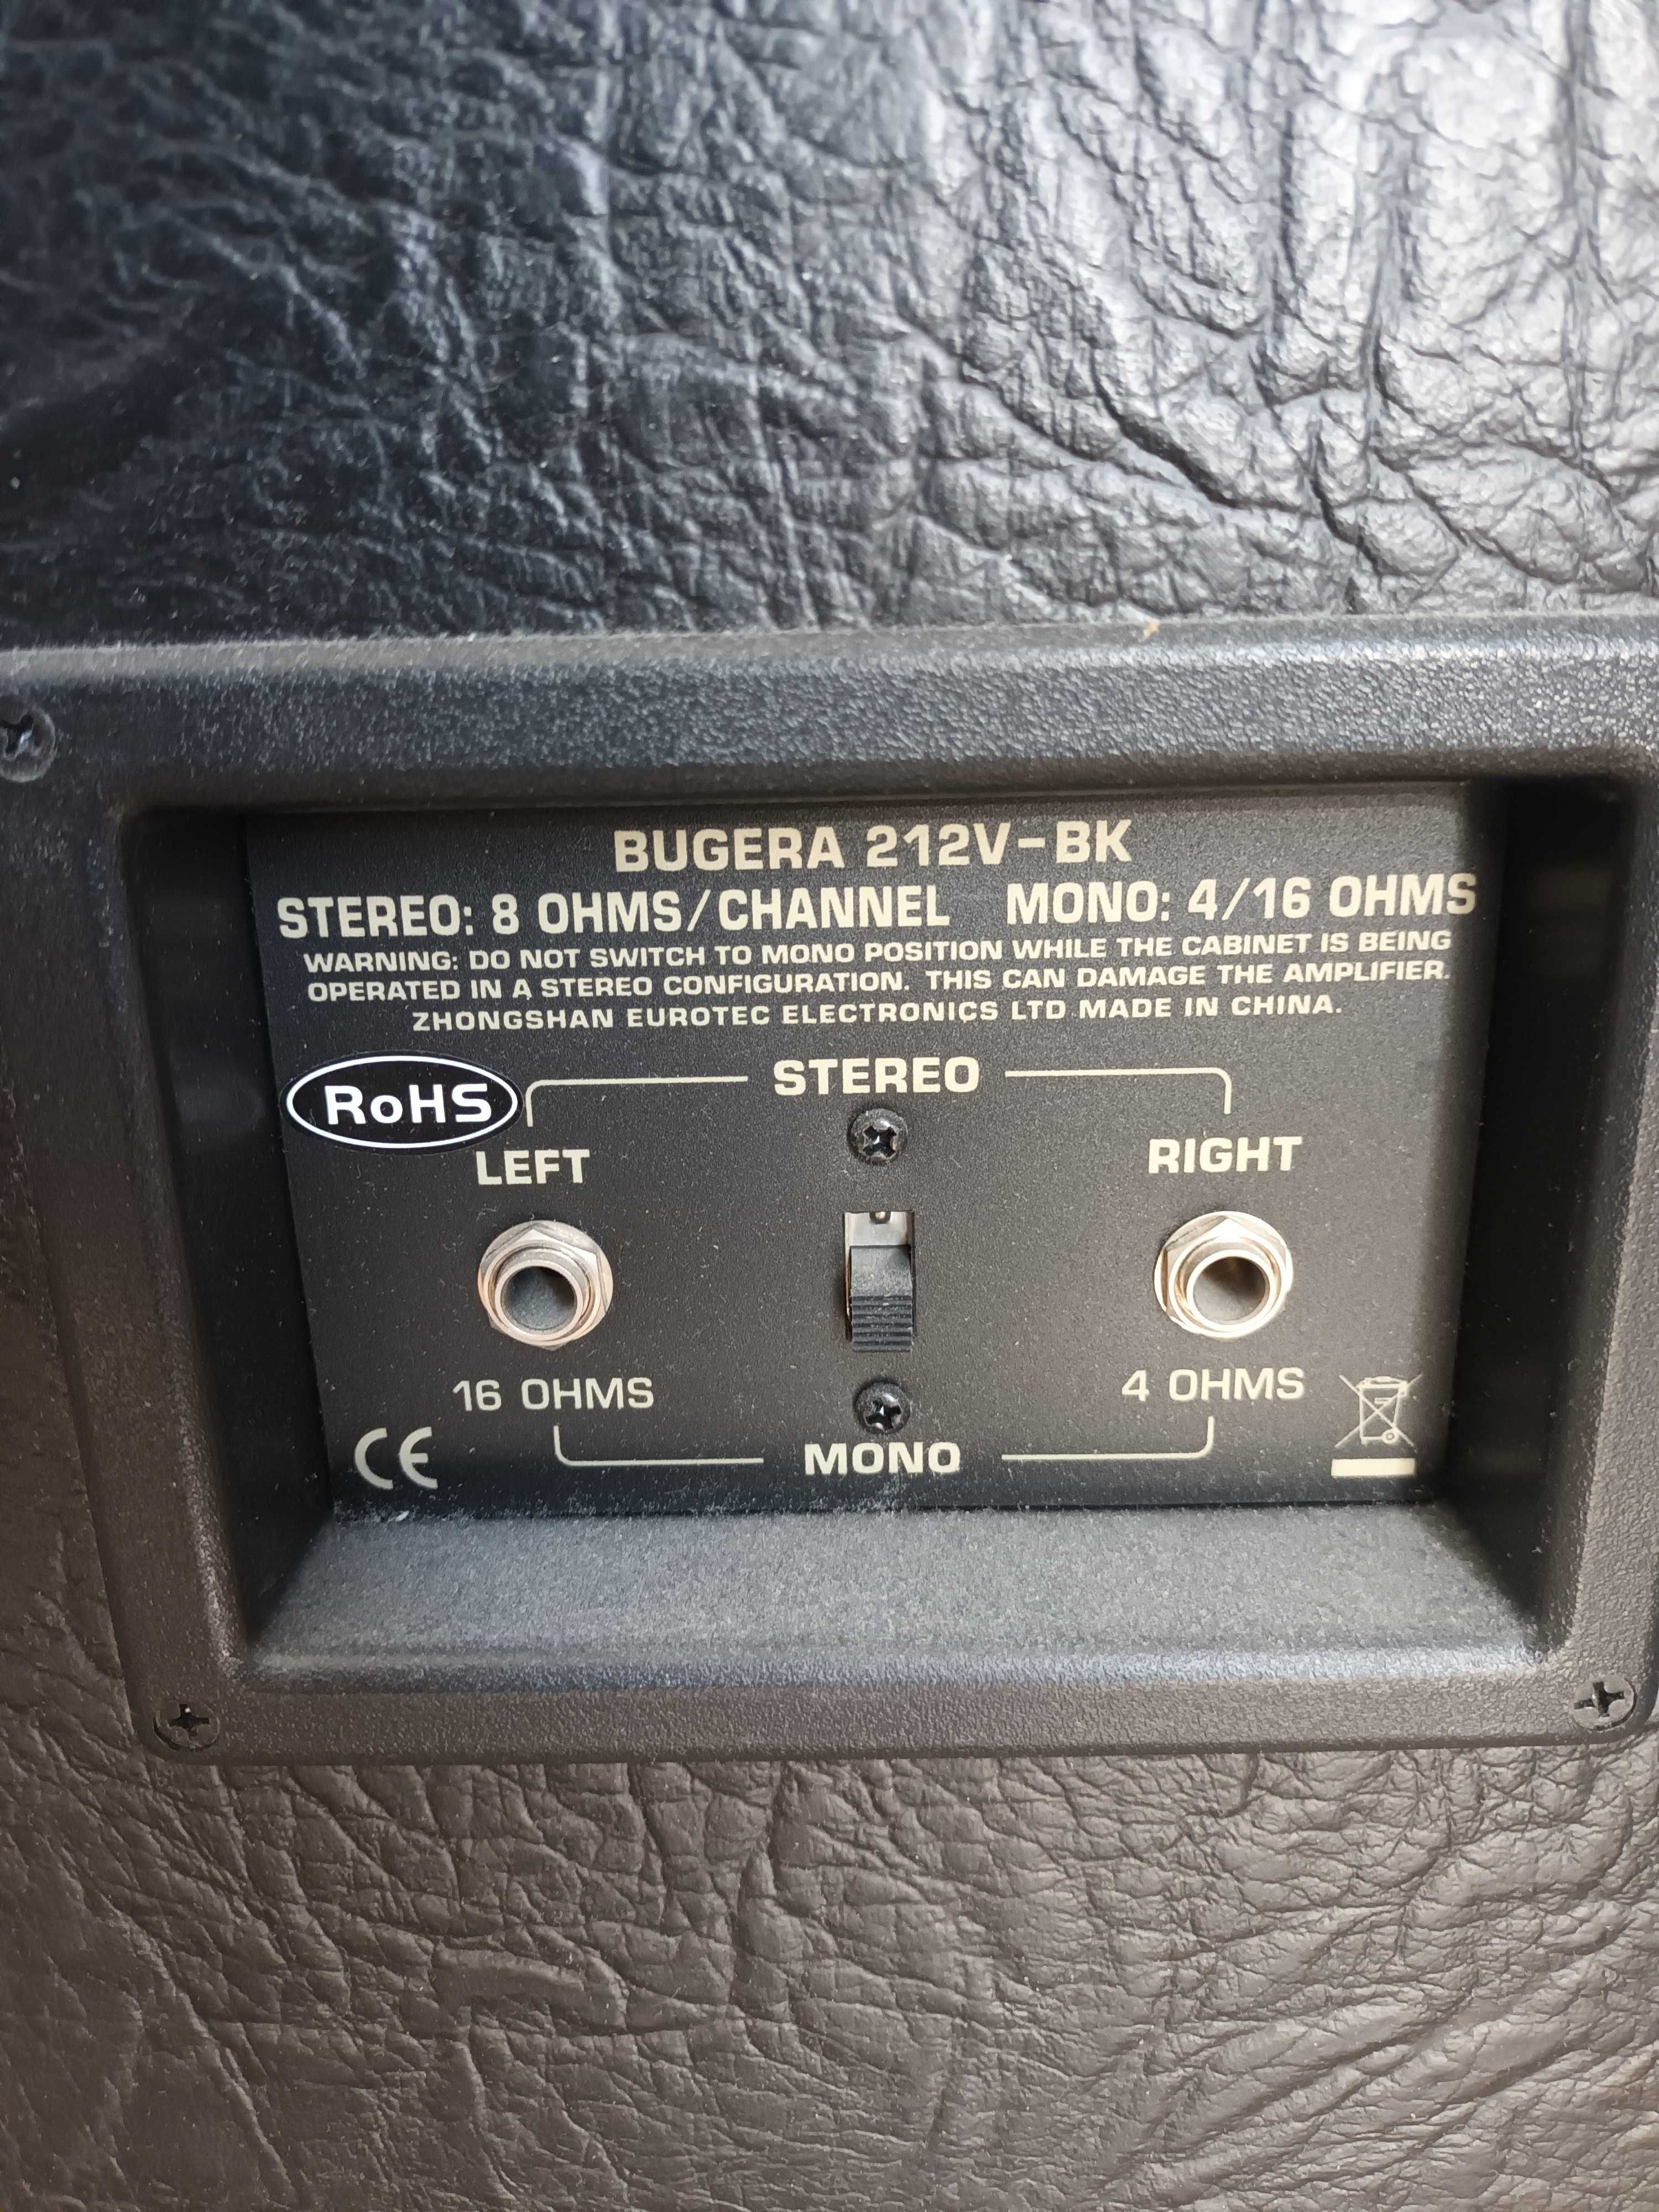 BUGERA 212V-BK
STEREO: 8 OHMS/CHANNEL MONO: 4/16 OHMS
WARNING: DO NOT SWITCH TO MONO POSITION WHILE THE CABINET IS BEING
OPERATED IN A STEREO CONFIGURATION. THIS CAN DAMAGE THE AMPLIFIER.
ZHONGSHAN EUROTEC ELECTRONICS LTD MADE IN CHINA.
RoHS
STEREO
LEFT
RIGHT
16 OHMS
4 OHMS
CE
MONO